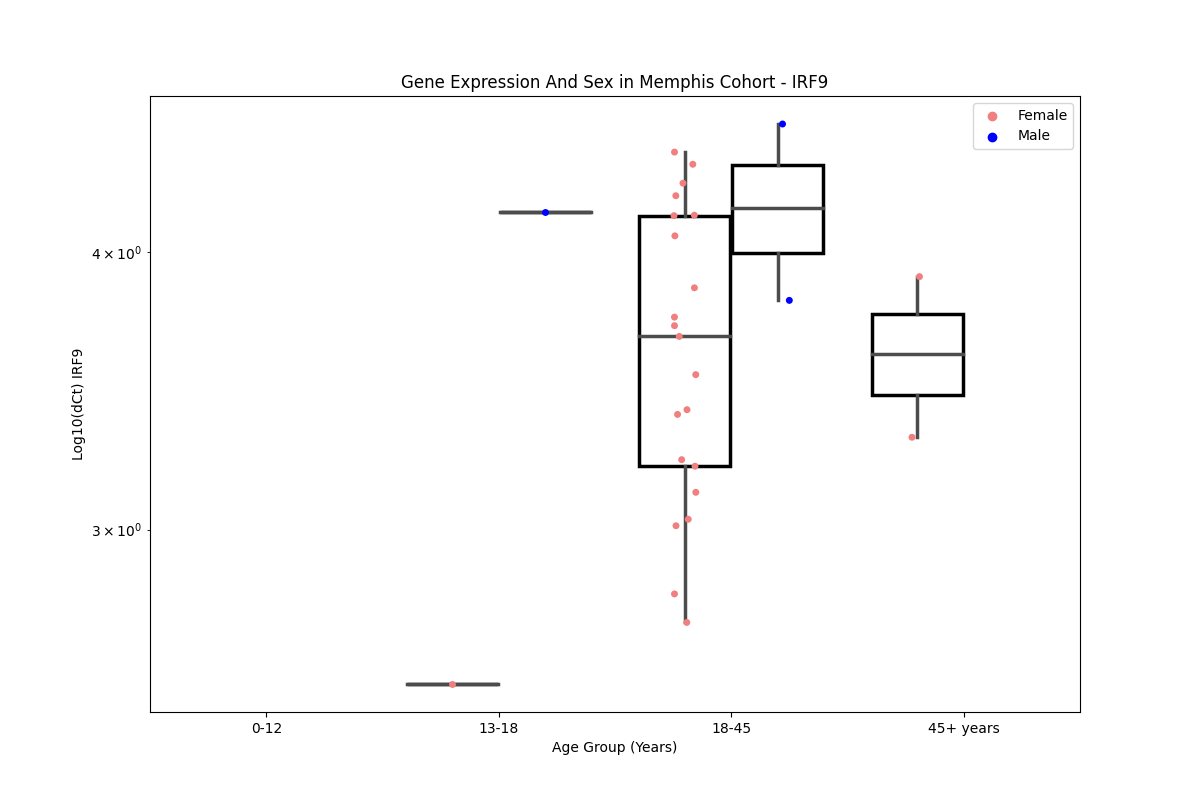 Gene Expression And Sex in Memphis Cohort - IRF9
Female
Male
4 × 10⁰
3 × 10⁰
Log10(dCt) IRF9
0-12
13-18
18-45
45+ years
Age Group (Years)